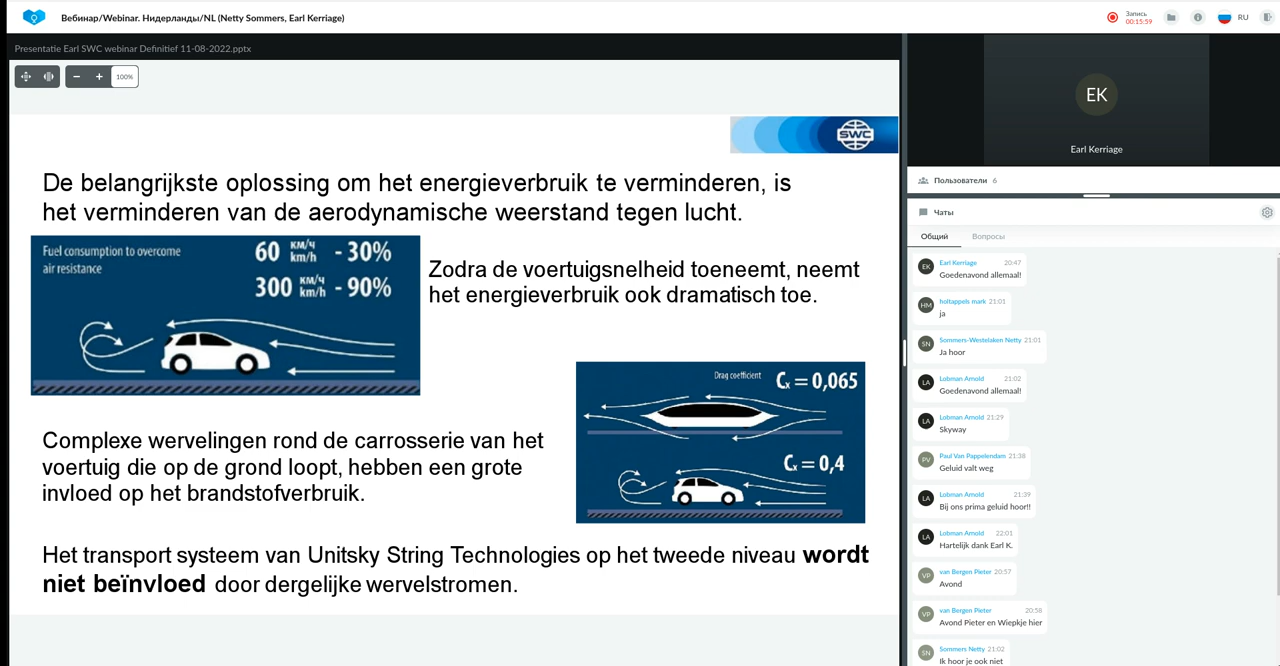 Вебинар/Webinar. Нидерланды/NL (Netty Sommers, Earl Kerriage)
Запись
00:15:59
RU
Presentatie Earl SWC webinar Definitief 11-08-2022.pptx
100%
SWC
De belangrijkste oplossing om het energieverbruik te verminderen, is
het verminderen van de aerodynamische weerstand tegen lucht.
Fuel consumption to overcome
air resistance
60 км/ч km/h - 30%
300 км/ч km/h - 90%
Zodra de voertuigsnelheid toeneemt, neemt
het energieverbruik ook dramatisch toe.
Drag coefficient Cx = 0,065
Cx = 0,4
Complexe wervelingen rond de carrosserie van het
voertuig die op de grond loopt, hebben een grote
invloed op het brandstofverbruik.
Het transport systeem van Unitsky String Technologies op het tweede niveau wordt
niet beïnvloed door dergelijke wervelstromen.
EK
Earl Kerriage
Пользователи 6
Чаты
Общий Вопросы
EK Earl Kerriage 20:47
Goedenavond allemaal!
HM holtappels mark 21:01
ja
SN Sommers-Westelaken Netty 21:01
Ja hoor
LA Lobman Arnold 21:02
Goedenavond allemaal!
LA Lobman Arnold 21:29
Skyway
PV Paul Van Pappelendam 21:38
Geluid valt weg
LA Lobman Arnold 21:39
Bij ons prima geluid hoor!!
LA Lobman Arnold 22:01
Hartelijk dank Earl K.
VP van Bergen Pieter 20:57
Avond
VP van Bergen Pieter 20:58
Avond Pieter en Wiepkje hier
SN Sommers Netty 21:02
Ik hoor je ook niet